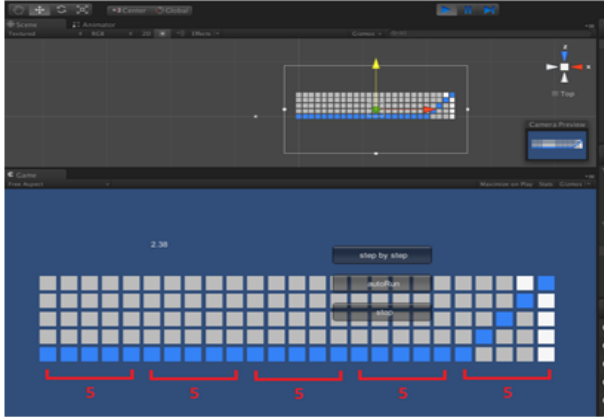 Center Global
Scene Animator
Textured RGB 2D Effects Gizmos
z
x
Top
Camera Preview
Game
Free Aspect Maximize on Play Stats Gizmos
2.38
step by step
autoRun
stop
5 5 5 5 5